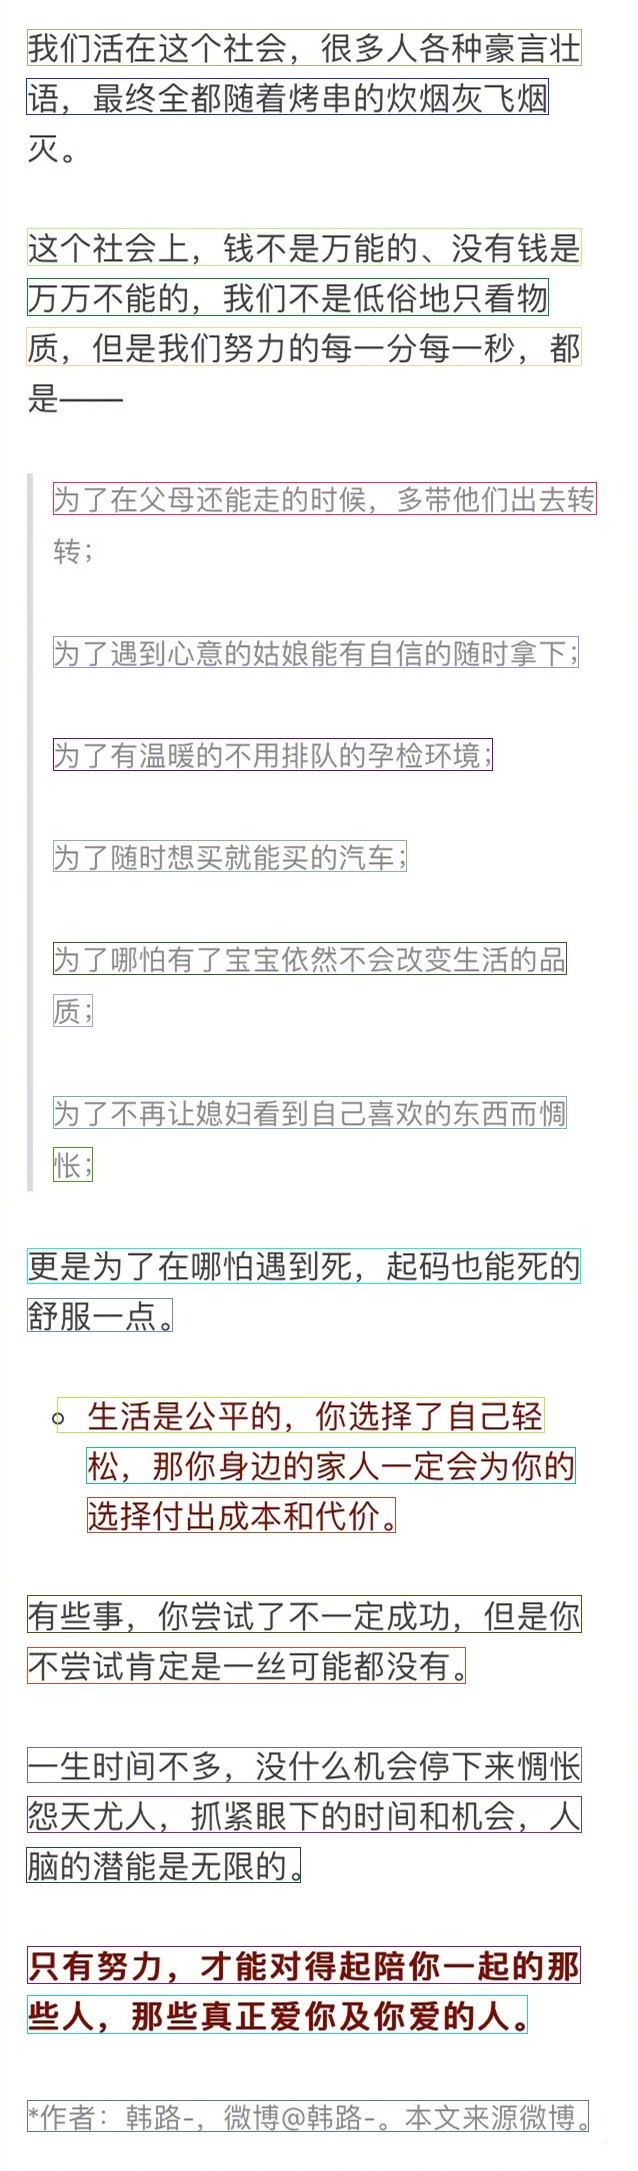 我们活在这个社会，很多人各种豪言壮
语，最终全都随着烤串的炊烟灰飞烟
灭。
这个社会上，钱不是万能的、没有钱是
万万不能的，我们不是低俗地只看物
质，但是我们努力的每一分每一秒，都
是——
为了在父母还能走的时候，多带他们出去转
转；
为了遇到心意的姑娘能有自信的随时拿下；
为了有温暖的不用排队的孕检环境；
为了随时想买就能买的汽车；
为了哪怕有了宝宝依然不会改变生活的品
质；
为了不再让媳妇看到自己喜欢的东西而惆
怅；
更是为了在哪怕遇到死，起码也能死的
舒服一点。
生活是公平的，你选择了自己轻
松，那你身边的家人一定会为你的
选择付出成本和代价。
有些事，你尝试了不一定成功，但是你
不尝试肯定是一丝可能都没有。
一生时间不多，没什么机会停下来惆怅
怨天尤人，抓紧眼下的时间和机会，人
脑的潜能是无限的。
只有努力，才能对得起陪你一起的那
些人，那些真正爱你及你爱的人。
*作者：韩路-，微博@韩路-。本文来源微博。